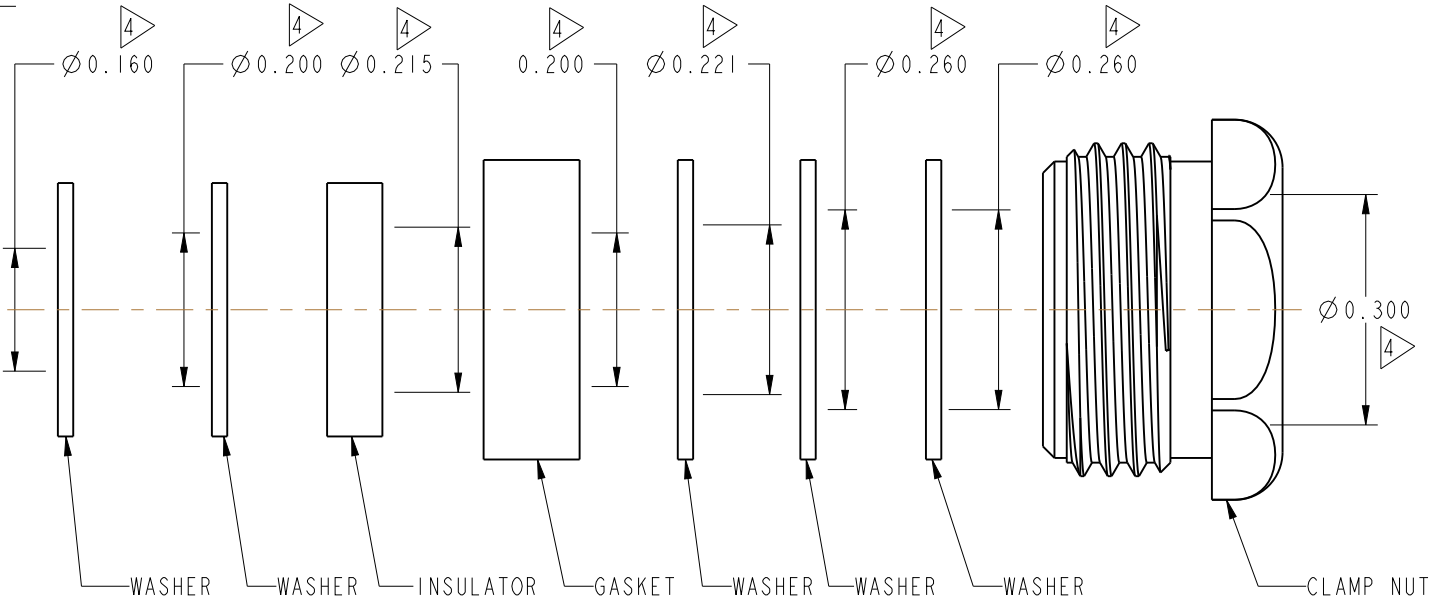 4 4 4 4 4 4 4
Ø0.160 Ø0.200 Ø0.215 0.200 Ø0.221 Ø0.260 Ø0.260
Ø0.300
4
WASHER WASHER INSULATOR GASKET WASHER WASHER WASHER CLAMP NUT